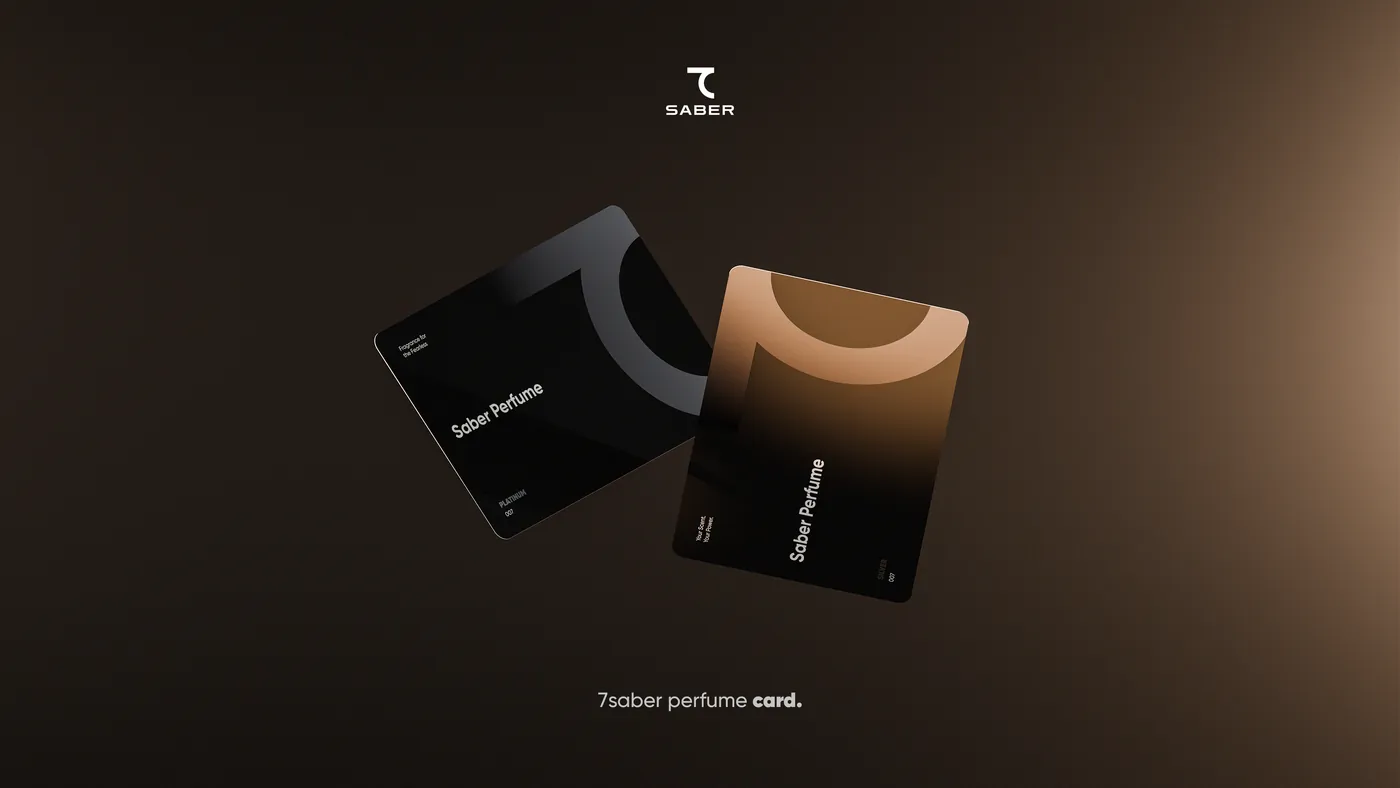 SABER
Fragrance for
the Fearless
Saber Perfume
PLATINUM
007
Your Scent.
Your Power.
Saber Perfume
SILVER
007
7saber perfume card.